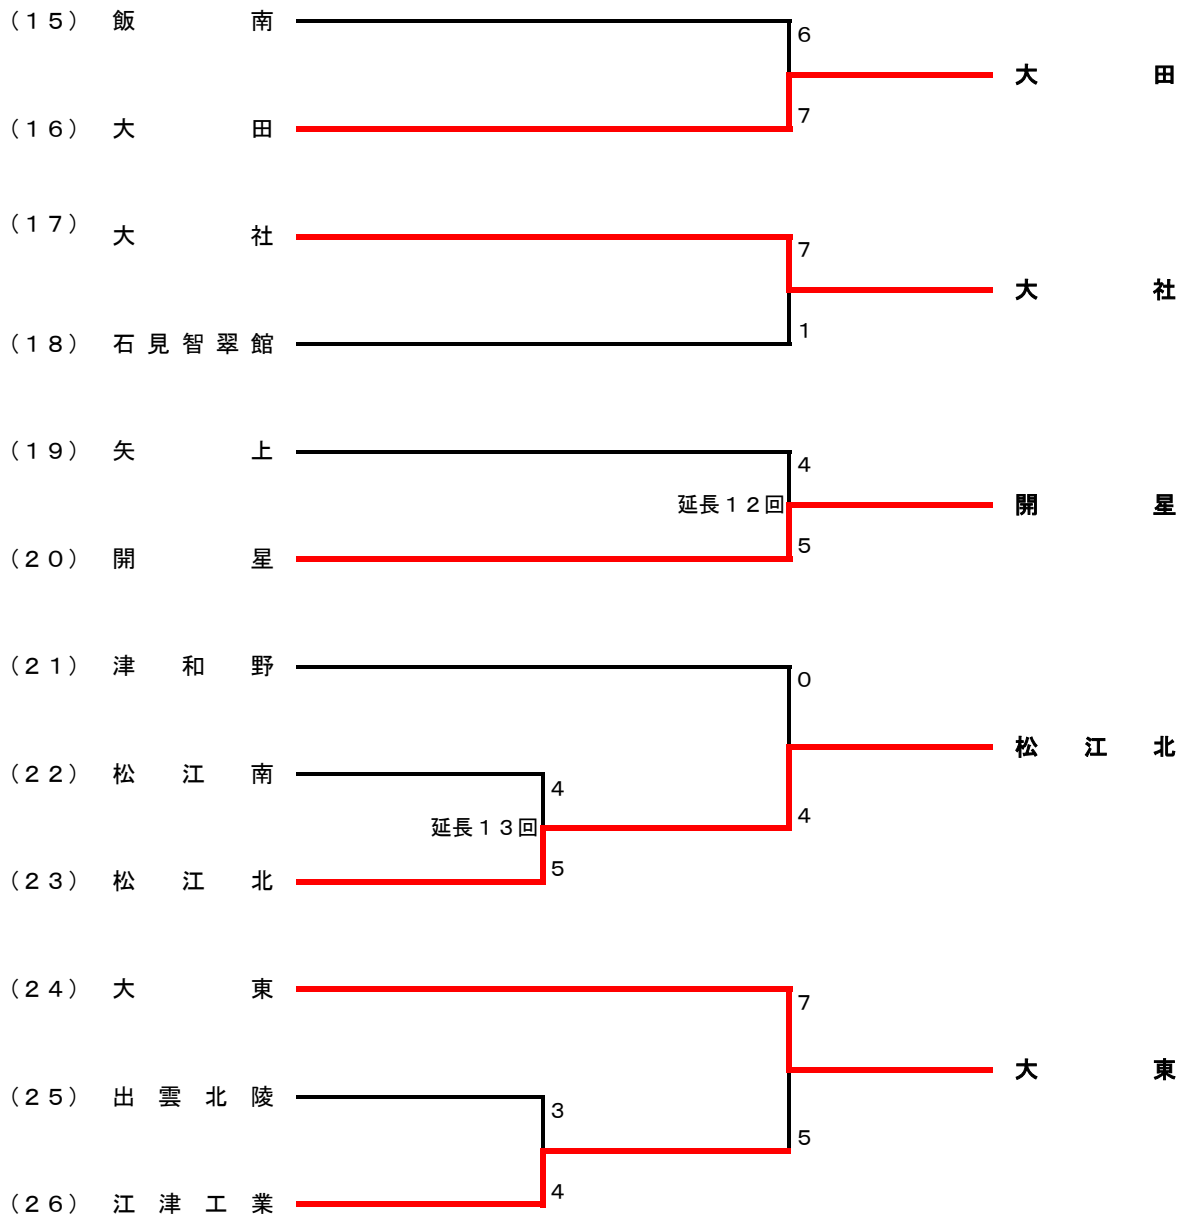 （１５）　飯　南
6
大　田
（１６）　大　田
7
（１７）　大　社
7
大　社
1
（１８）　石見智翠館
（１９）　矢　上
4
延長１２回
開　星
5
（２０）　開　星
（２１）　津　和　野
0
松　江　北
（２２）　松　江　南
4
4
延長１３回
5
（２３）　松　江　北
（２４）　大　東
7
大　東
（２５）　出　雲　北　陵
3
5
4
（２６）　江　津　工　業